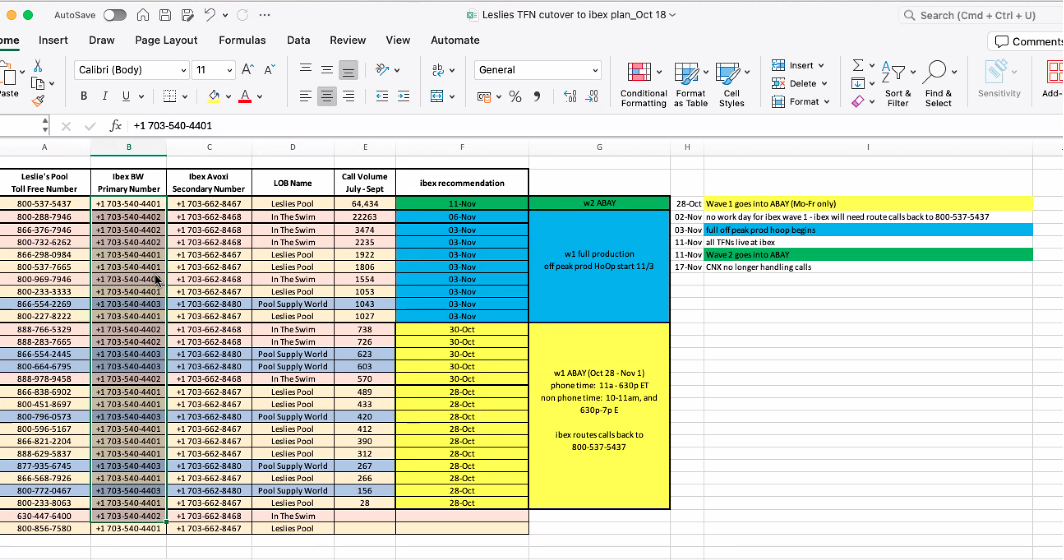 AutoSave
Leslies TFN cutover to ibex plan_Oct 18
Search (Cmd + Ctrl + U)
ome Insert Draw Page Layout Formulas Data Review View Automate
Comments
aste
Calibri (Body) 11 A A
B I U A
ab
General
$ % 9
.00
Conditional Formatting
Format as Table
Cell Styles
Insert
Delete
Format
Sort & Filter
Find & Select
Sensitivity
Add-
fx +1 703-540-4401
A B C D E F G H I
Leslie's Pool Toll Free Number | Ibex BW Primary Number | Ibex Avoxi Secondary Number | LOB Name | Call Volume July - Sept | ibex recommendation
800-537-5437 +1 703-540-4401 +1 703-662-8467 Leslies Pool 64,434 11-Nov w2 ABAY 28-Oct Wave 1 goes into ABAY (Mo-Fr only)
800-288-7946 +1 703-540-4402 +1 703-662-8468 In The Swim 22263 06-Nov 02-Nov no work day for ibex wave 1 - ibex will need route calls back to 800-537-5437
866-376-7946 +1 703-540-4402 +1 703-662-8468 In The Swim 3474 03-Nov 03-Nov full off peak prod hoop begins
800-732-6262 +1 703-540-4402 +1 703-662-8468 In The Swim 2235 03-Nov 11-Nov all TFNs live at ibex
866-298-0984 +1 703-540-4401 +1 703-662-8467 Leslies Pool 1922 03-Nov w1 full production 11-Nov Wave 2 goes into ABAY
800-537-7665 +1 703-540-4401 +1 703-662-8467 Leslies Pool 1806 03-Nov off peak prod HoOp start 11/3 17-Nov CNX no longer handling calls
800-969-7946 +1 703-540-4402 +1 703-662-8468 In The Swim 1554 03-Nov
800-233-3333 +1 703-540-4401 +1 703-662-8467 Leslies Pool 1053 03-Nov
866-554-2269 +1 703-540-4403 +1 703-662-8480 Pool Supply World 1043 03-Nov
800-227-8222 +1 703-540-4401 +1 703-662-8467 Leslies Pool 1027 03-Nov
888-766-5329 +1 703-540-4402 +1 703-662-8468 In The Swim 738 30-Oct
888-283-7665 +1 703-540-4402 +1 703-662-8468 In The Swim 726 30-Oct
866-554-2445 +1 703-540-4403 +1 703-662-8480 Pool Supply World 623 30-Oct
800-664-6795 +1 703-540-4403 +1 703-662-8480 Pool Supply World 603 30-Oct
888-978-9458 +1 703-540-4402 +1 703-662-8468 In The Swim 570 30-Oct w1 ABAY (Oct 28 - Nov 1)
866-838-6902 +1 703-540-4401 +1 703-662-8467 Leslies Pool 489 28-Oct phone time: 11a - 630p ET
800-451-8697 +1 703-540-4401 +1 703-662-8467 Leslies Pool 433 28-Oct non phone time: 10-11am, and
800-796-0573 +1 703-540-4403 +1 703-662-8480 Pool Supply World 420 28-Oct 630p-7p E
800-596-5167 +1 703-540-4401 +1 703-662-8467 Leslies Pool 412 28-Oct
866-821-2204 +1 703-540-4401 +1 703-662-8467 Leslies Pool 390 28-Oct ibex routes calls back to
888-629-5837 +1 703-540-4401 +1 703-662-8467 Leslies Pool 312 28-Oct 800-537-5437
877-935-6745 +1 703-540-4403 +1 703-662-8480 Pool Supply World 267 28-Oct
866-568-7926 +1 703-540-4401 +1 703-662-8467 Leslies Pool 266 28-Oct
800-772-0467 +1 703-540-4403 +1 703-662-8480 Pool Supply World 156 28-Oct
800-233-8063 +1 703-540-4401 +1 703-662-8467 Leslies Pool 28 28-Oct
630-447-6400 +1 703-540-4402 +1 703-662-8468 In The Swim
800-856-7580 +1 703-540-4401 +1 703-662-8467 Leslies Pool